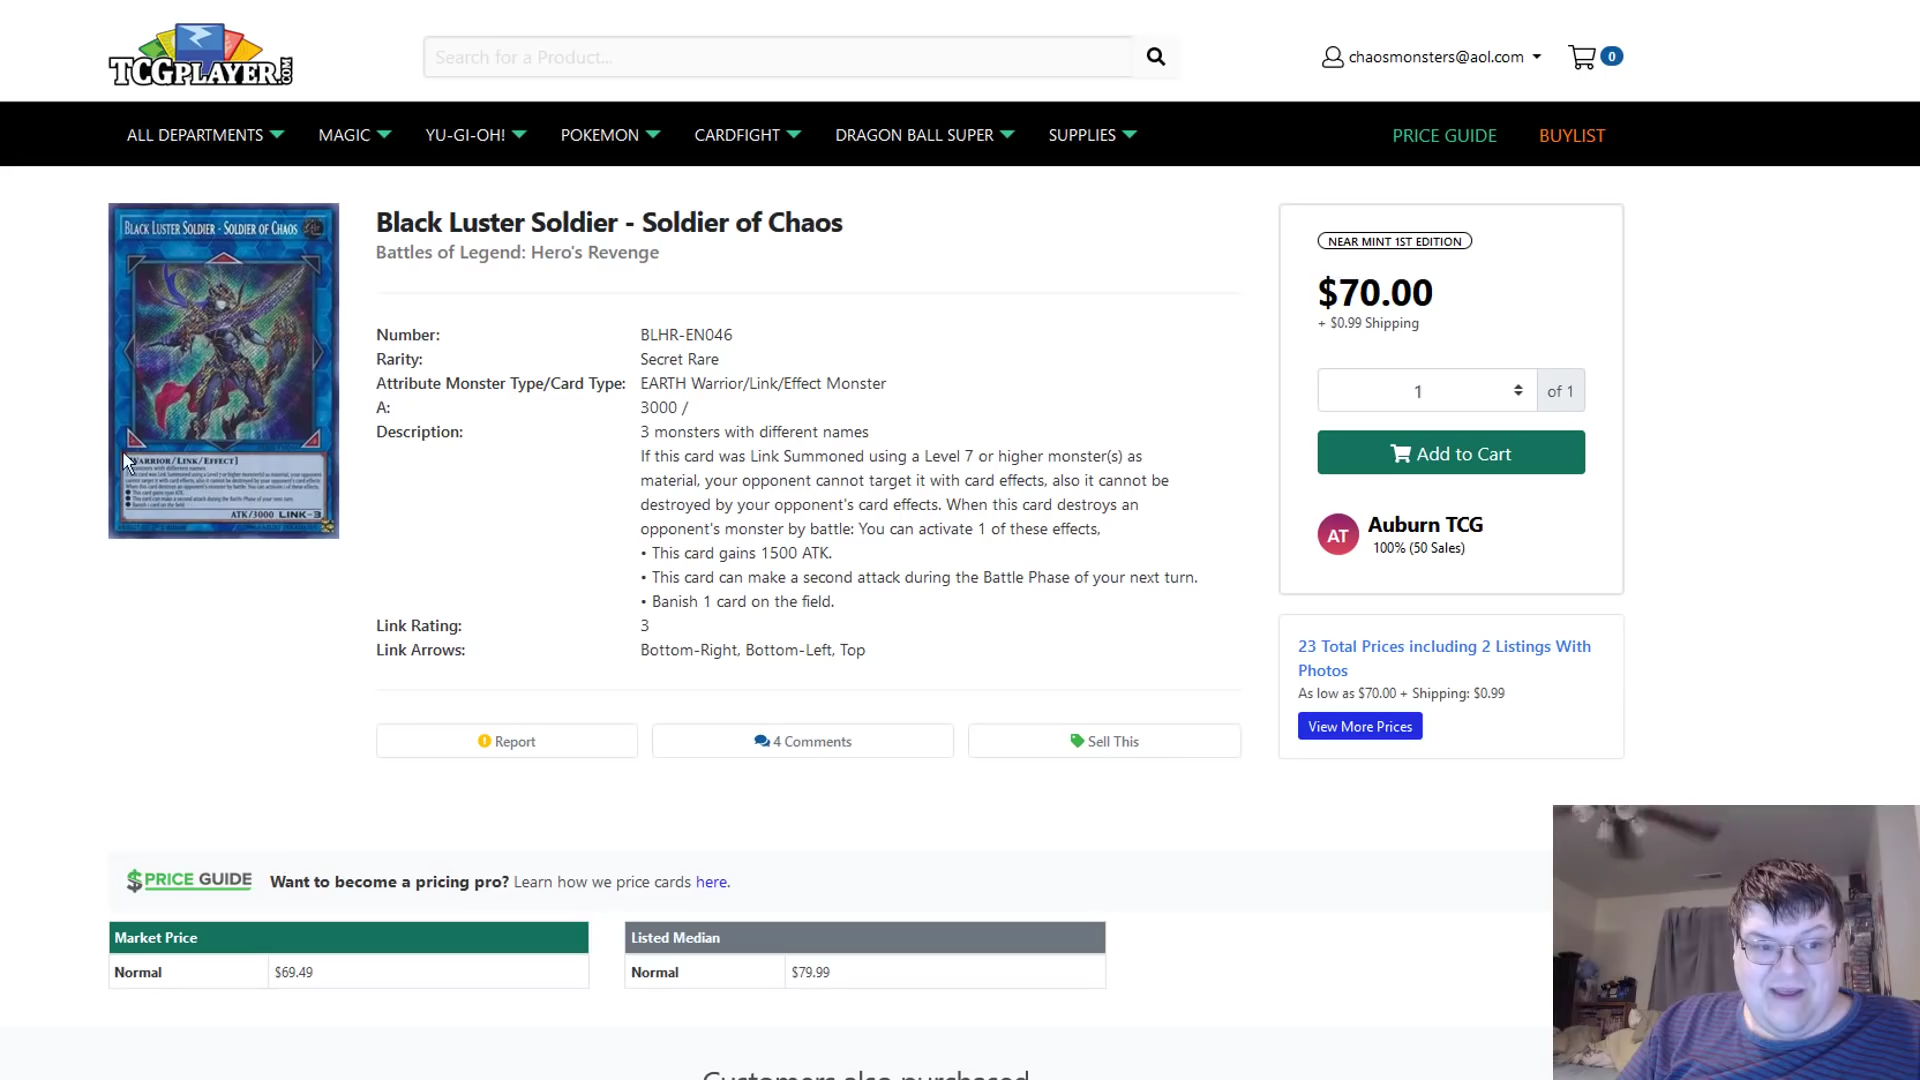 TCGPLAYER.COM
Search for a Product...
chaosmonsters@aol.com
0
ALL DEPARTMENTS
MAGIC
YU-GI-OH!
POKEMON
CARDFIGHT
DRAGON BALL SUPER
SUPPLIES
PRICE GUIDE
BUYLIST
BLACK LUSTER SOLDIER - SOLDIER OF CHAOS
[WARRIOR/LINK/EFFECT]
ATK/3000 LINK-3
Black Luster Soldier - Soldier of Chaos
Battles of Legend: Hero's Revenge
Number: BLHR-EN046
Rarity: Secret Rare
Attribute Monster Type/Card Type: EARTH Warrior/Link/Effect Monster
A: 3000 /
Description: 3 monsters with different names
If this card was Link Summoned using a Level 7 or higher monster(s) as
material, your opponent cannot target it with card effects, also it cannot be
destroyed by your opponent's card effects. When this card destroys an
opponent's monster by battle: You can activate 1 of these effects,
• This card gains 1500 ATK.
• This card can make a second attack during the Battle Phase of your next turn.
• Banish 1 card on the field.
Link Rating: 3
Link Arrows: Bottom-Right, Bottom-Left, Top
Report
4 Comments
Sell This
NEAR MINT 1ST EDITION
$70.00
+ $0.99 Shipping
1 of 1
Add to Cart
AT
Auburn TCG
100% (50 Sales)
23 Total Prices including 2 Listings With
Photos
As low as $70.00 + Shipping: $0.99
View More Prices
$PRICE GUIDE
Want to become a pricing pro? Learn how we price cards here.
Market Price
Normal $69.49
Listed Median
Normal $79.99
Customers also purchased